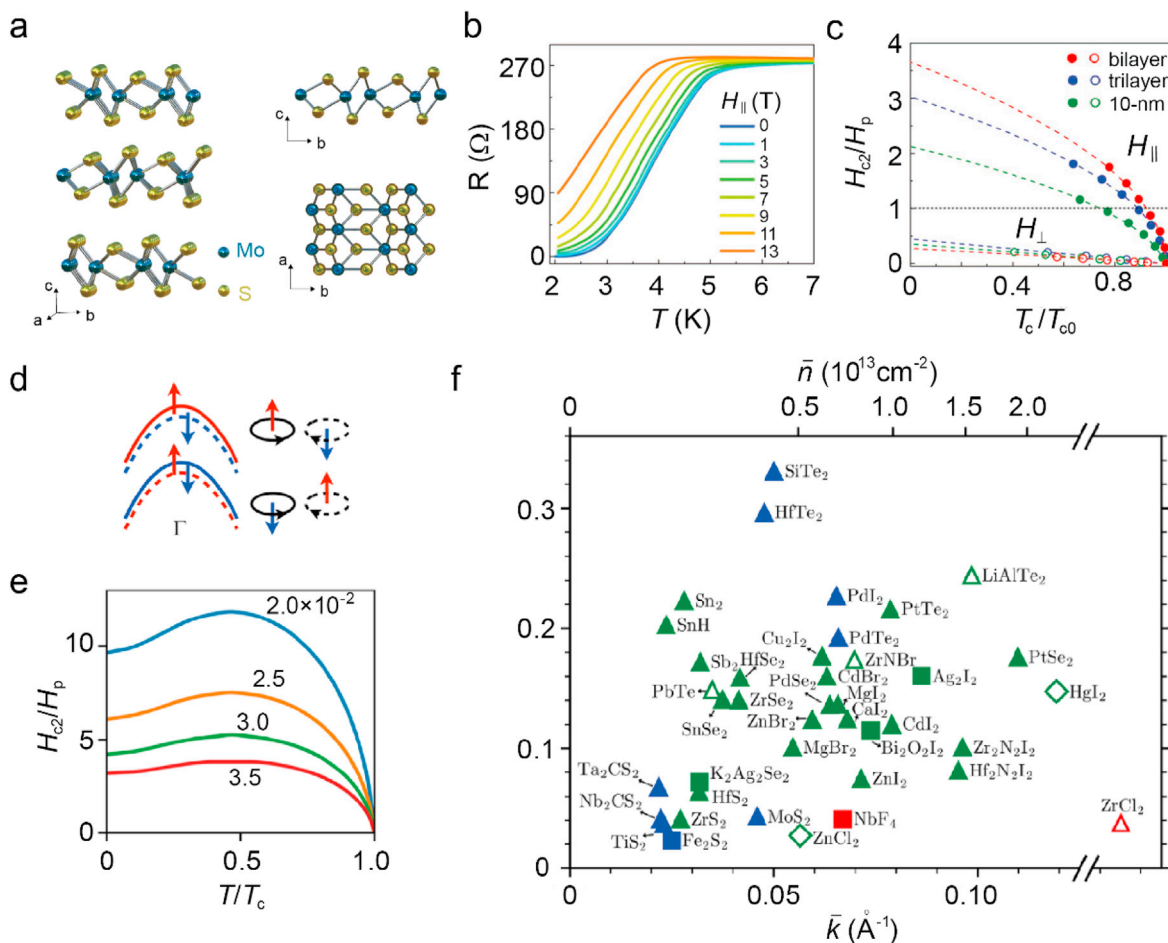 a
c
b
Mo
S
c
a
b
c
b
a
b
b
R (Ω)
270
180
90
0
H∥ (T)
0
1
3
5
7
9
11
13
2 3 4 5 6 7
T (K)
c
Hc2/Hp
4
3
2
1
0
bilayer
trilayer
10-nm
H∥
H⊥
0 0.4 0.8
Tc/Tc0
d
Γ
e
Hc2/Hp
10
5
0
2.0×10⁻²
2.5
3.0
3.5
0 0.5 1.0
T/Tc
f
n̄ (10¹³cm⁻²)
0 0.5 1.0 1.5 2.0
0.3
0.2
0.1
0
SiTe₂
HfTe₂
LiAlTe₂
Sn₂
PdI₂
PtTe₂
SnH
Cu₂I₂
PdTe₂
Sb₂
HfSe₂
ZrNBr
PtSe₂
PbTe
PdSe₂
CdBr₂
Ag₂I₂
HgI₂
ZrSe₂
MgI₂
SnSe₂
ZnBr₂
CaI₂
CdI₂
MgBr₂
Bi₂O₂I₂
Zr₂N₂I₂
Ta₂CS₂
K₂Ag₂Se₂
ZnI₂
Hf₂N₂I₂
HfS₂
Nb₂CS₂
ZrS₂
MoS₂
NbF₄
ZrCl₂
TiS₂
Fe₂S₂
ZnCl₂
0 0.05 0.10
k̄ (Å⁻¹)